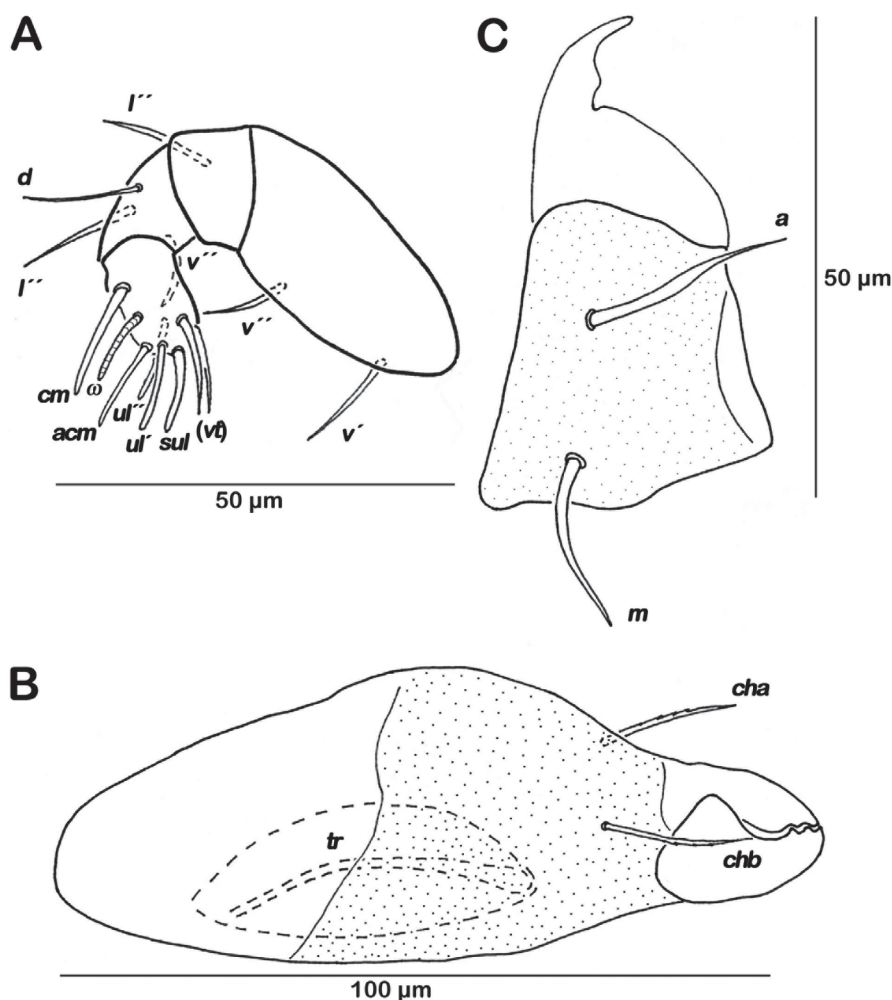 A
l´´
d
l´´
v´´
v´´
cm
ω
acm
ul´´
ul´
sul
(vt)
v´
50 µm
C
a
50 µm
m
B
cha
tr
chb
100 µm